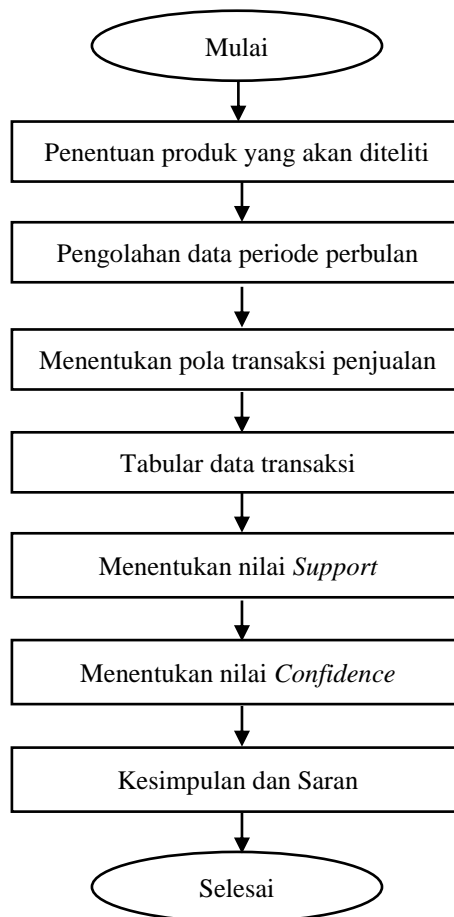 Mulai
Penentuan produk yang akan diteliti
Pengolahan data periode perbulan
Menentukan pola transaksi penjualan
Tabular data transaksi
Menentukan nilai Support
Menentukan nilai Confidence
Kesimpulan dan Saran
Selesai